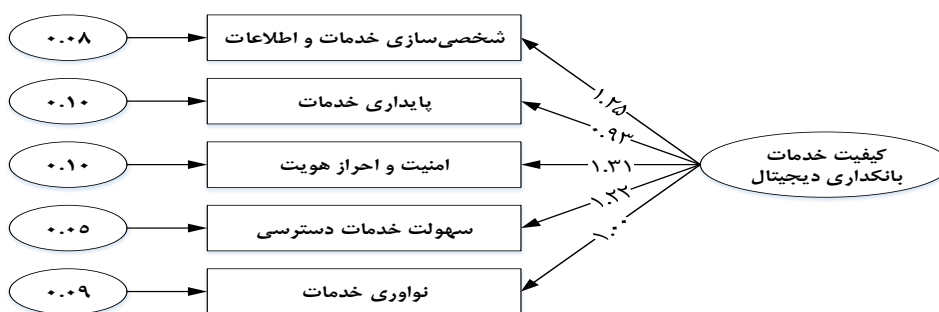 شخصی‌سازی خدمات و اطلاعات
۰.۰۸
پایداری خدمات
۰.۱۰
امنیت و احراز هویت
۰.۱۰
سهولت خدمات دسترسی
۰.۰۵
نواوری خدمات
۰.۰۹
کیفیت خدمات
بانکداری دیجیتال
۱.۲۵
۰.۹۳
۱.۳۱
۱.۲۲
۱.۰۰